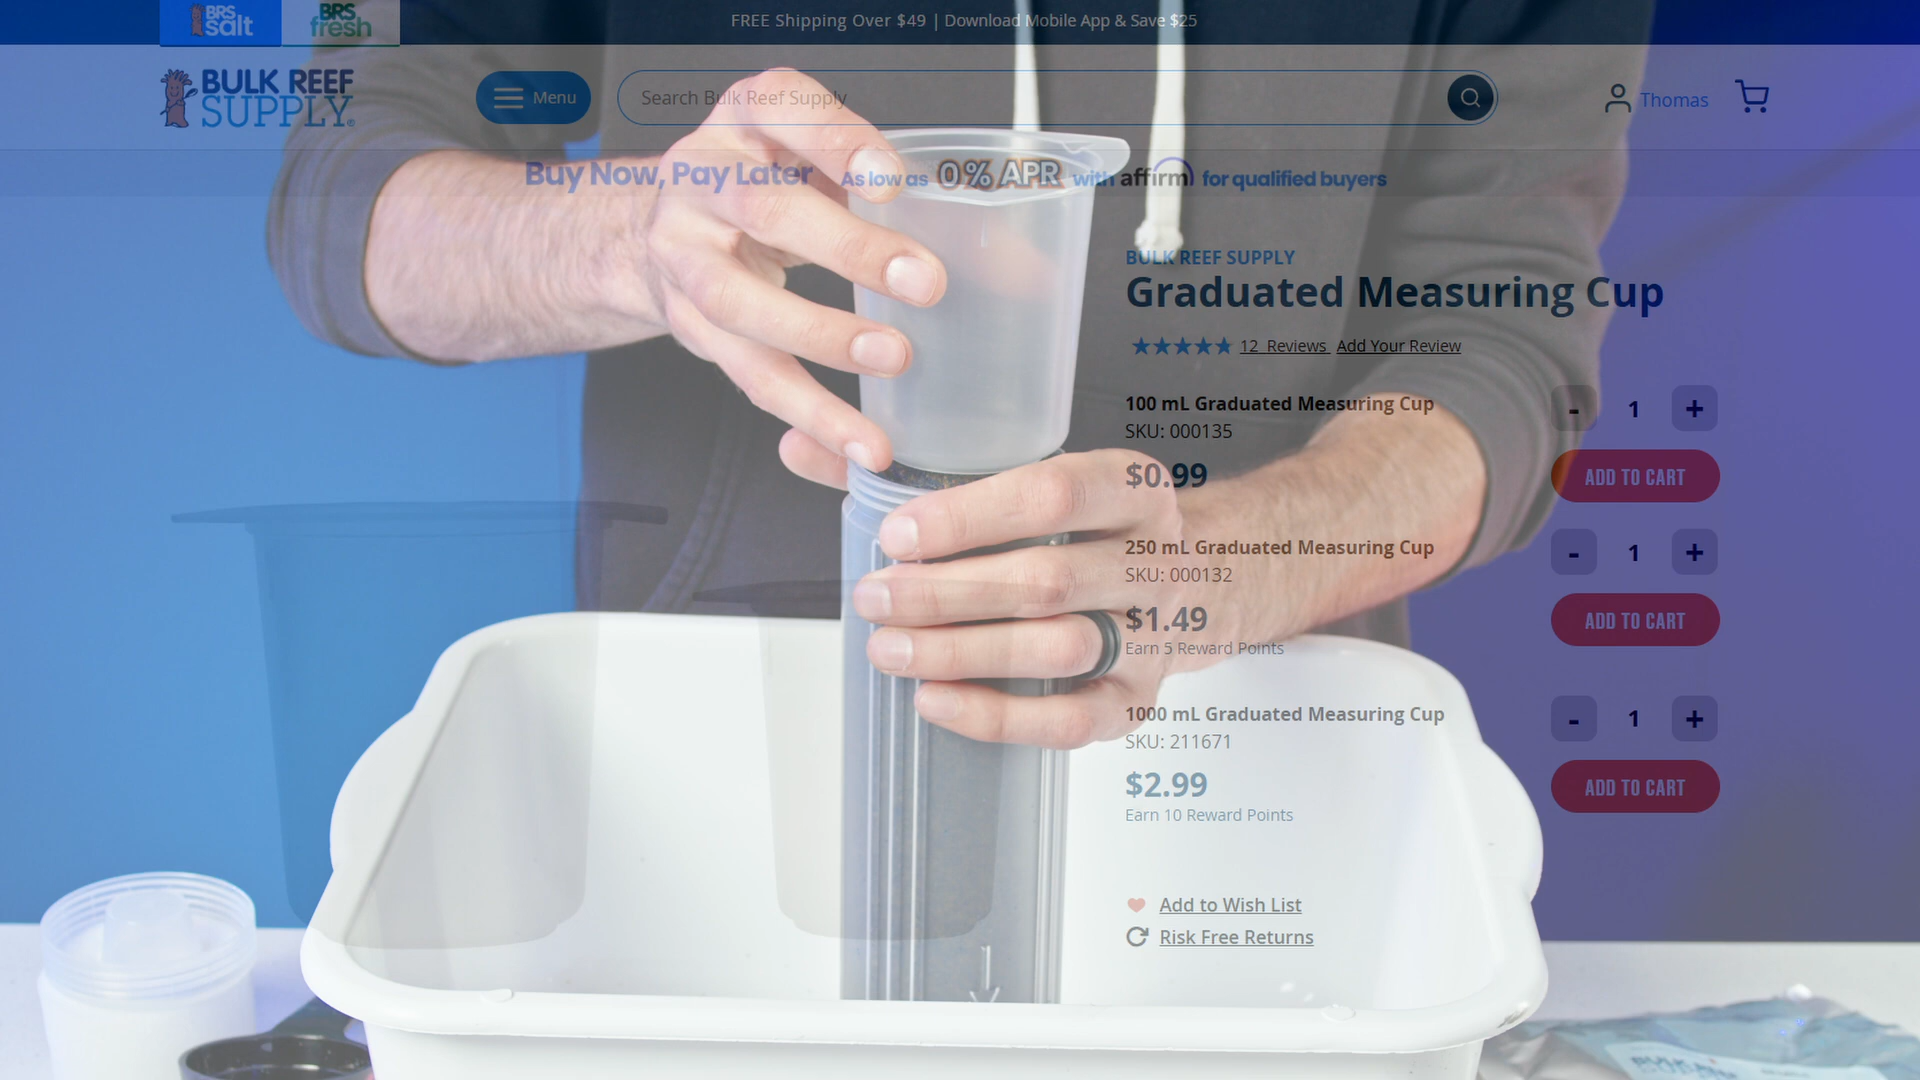 BRS salt
BRS fresh
FREE Shipping Over $49 | Download Mobile App & Save $25
BULK REEF SUPPLY®
Menu
Search Bulk Reef Supply
Thomas
Buy Now, Pay Later As low as 0% APR with affirm for qualified buyers
BULK REEF SUPPLY
Graduated Measuring Cup
12 Reviews Add Your Review
100 mL Graduated Measuring Cup
SKU: 000135
$0.99
- 1 +
ADD TO CART
250 mL Graduated Measuring Cup
SKU: 000132
$1.49
Earn 5 Reward Points
- 1 +
ADD TO CART
1000 mL Graduated Measuring Cup
SKU: 211671
$2.99
Earn 10 Reward Points
- 1 +
ADD TO CART
Add to Wish List
Risk Free Returns